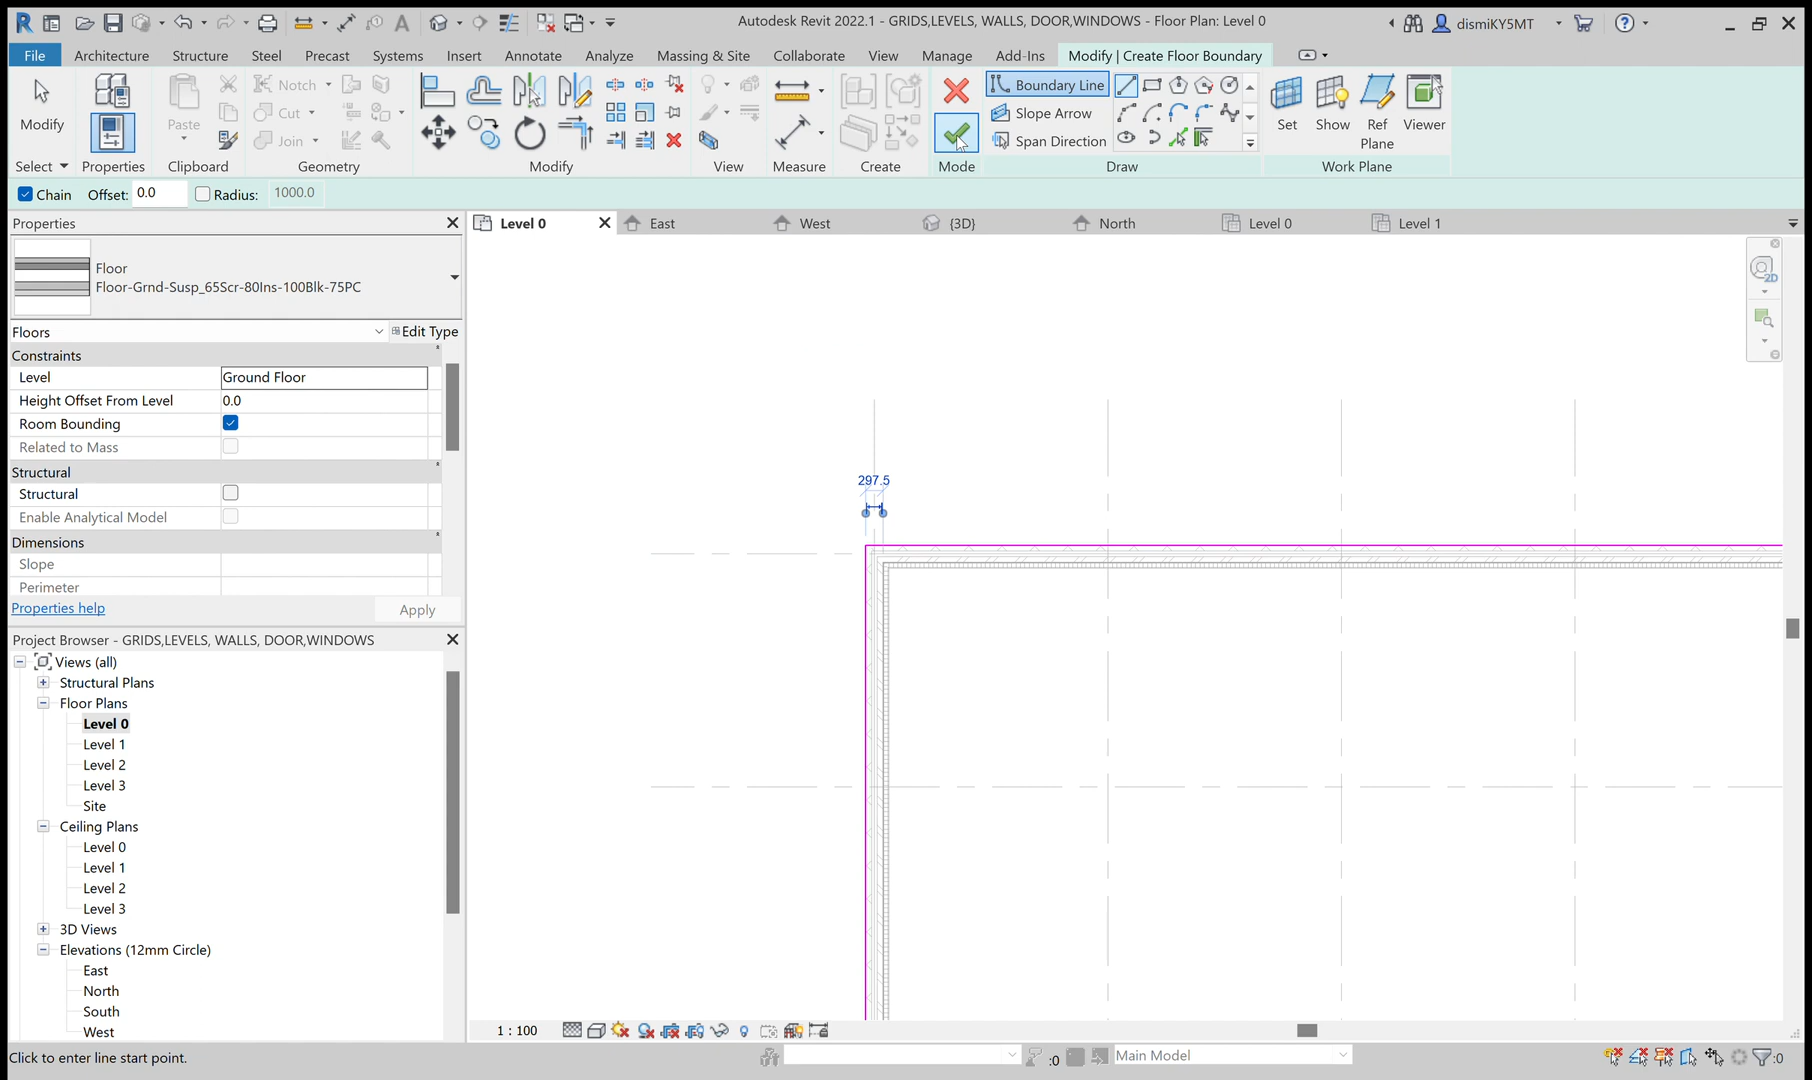 Autodesk Revit 2022.1 - GRIDS,LEVELS, WALLS, DOOR,WINDOWS - Floor Plan: Level 0
dismiKY5MT
File Architecture Structure Steel Precast Systems Insert Annotate Analyze Massing & Site Collaborate View Manage Add-Ins Modify | Create Floor Boundary
Modify Paste Notch Cut Join Boundary Line Slope Arrow Span Direction Set Show Ref Plane Viewer
Select Properties Clipboard Geometry Modify View Measure Create Mode Draw Work Plane
Chain Offset: 0.0 Radius: 1000.0
Properties
Level 0 East West {3D} North Level 0 Level 1
2D
Floor
Floor-Grnd-Susp_65Scr-80Ins-100Blk-75PC
Floors Edit Type
Constraints
Level Ground Floor
Height Offset From Level 0.0
Room Bounding
Related to Mass
Structural
Structural
Enable Analytical Model
Dimensions
Slope
Perimeter
Properties help Apply
297.5
Project Browser - GRIDS,LEVELS, WALLS, DOOR,WINDOWS
Views (all)
Structural Plans
Floor Plans
Level 0
Level 1
Level 2
Level 3
Site
Ceiling Plans
Level 0
Level 1
Level 2
Level 3
3D Views
Elevations (12mm Circle)
East
North
South
West
1 : 100
Click to enter line start point.
:0
Main Model
:0